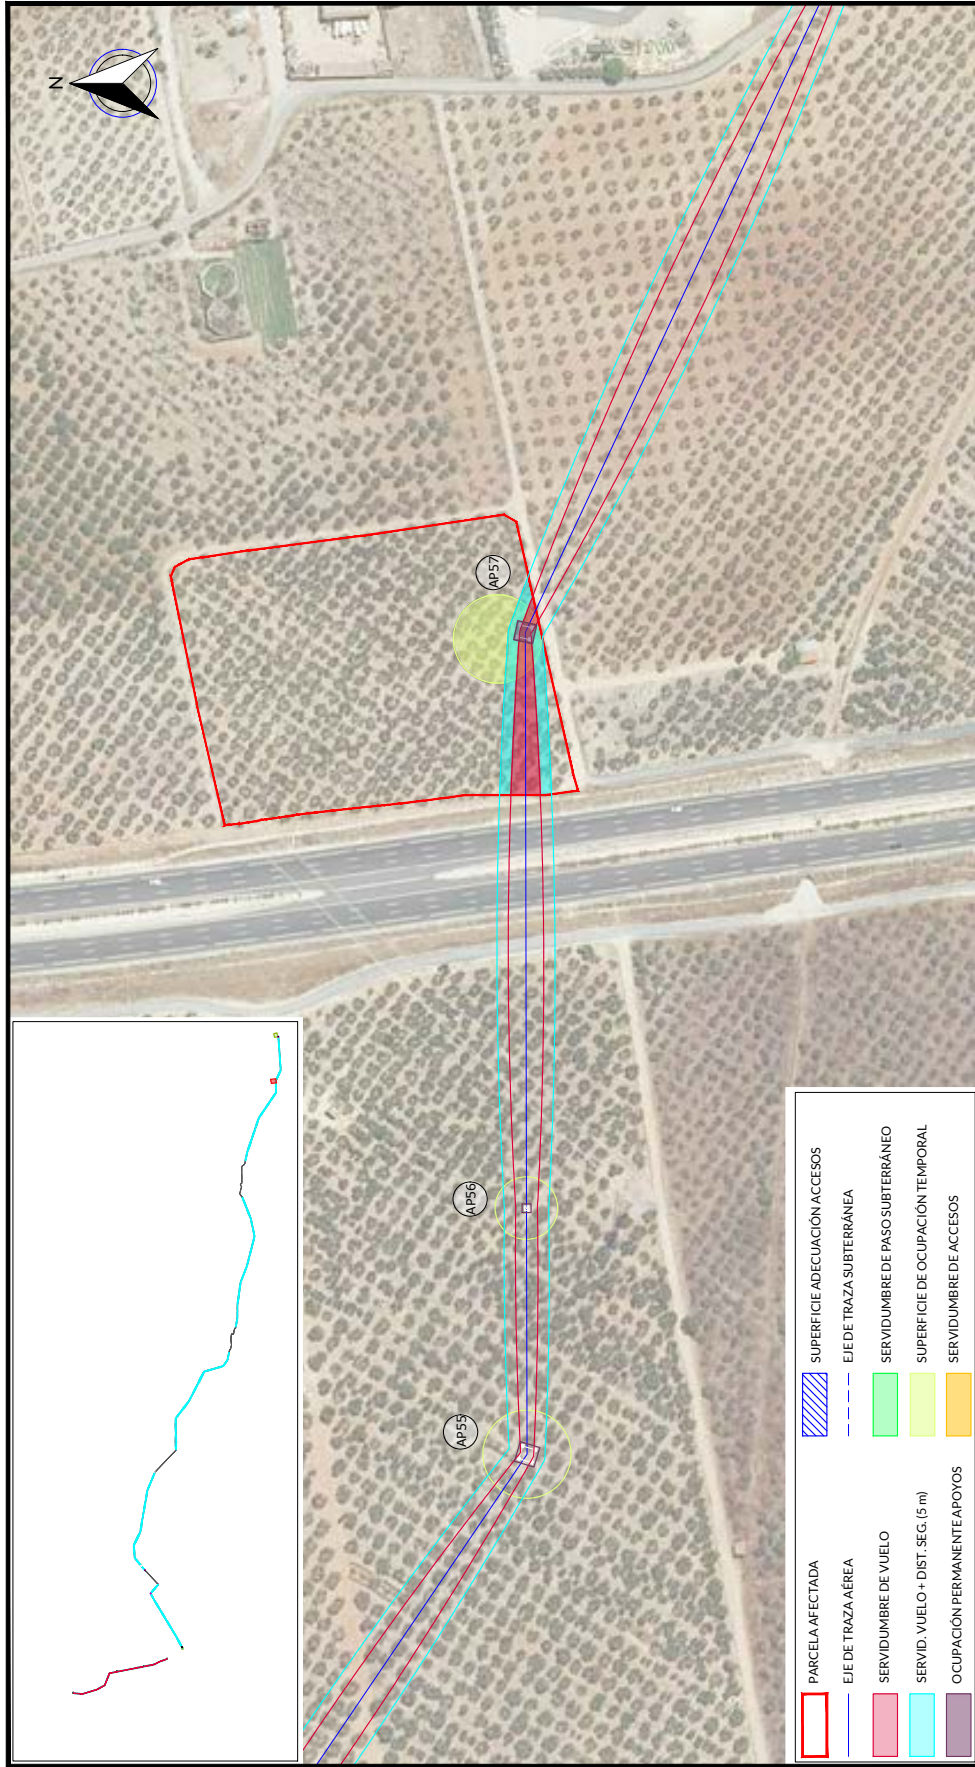 N
AP57
AP56
AP55
PARCELA AFECTADA
EJE DE TRAZA AÉREA
SERVIDUMBRE DE VUELO
SERVID. VUELO + DIST. SEG. (5 m)
OCUPACIÓN PERMANENTE APOYOS
SUPERFICIE ADECUACIÓN ACCESOS
EJE DE TRAZA SUBTERRÁNEA
SERVIDUMBRE DE PASO SUBTERRÁNEO
SUPERFICIE DE OCUPACIÓN TEMPORAL
SERVIDUMBRE DE ACCESOS